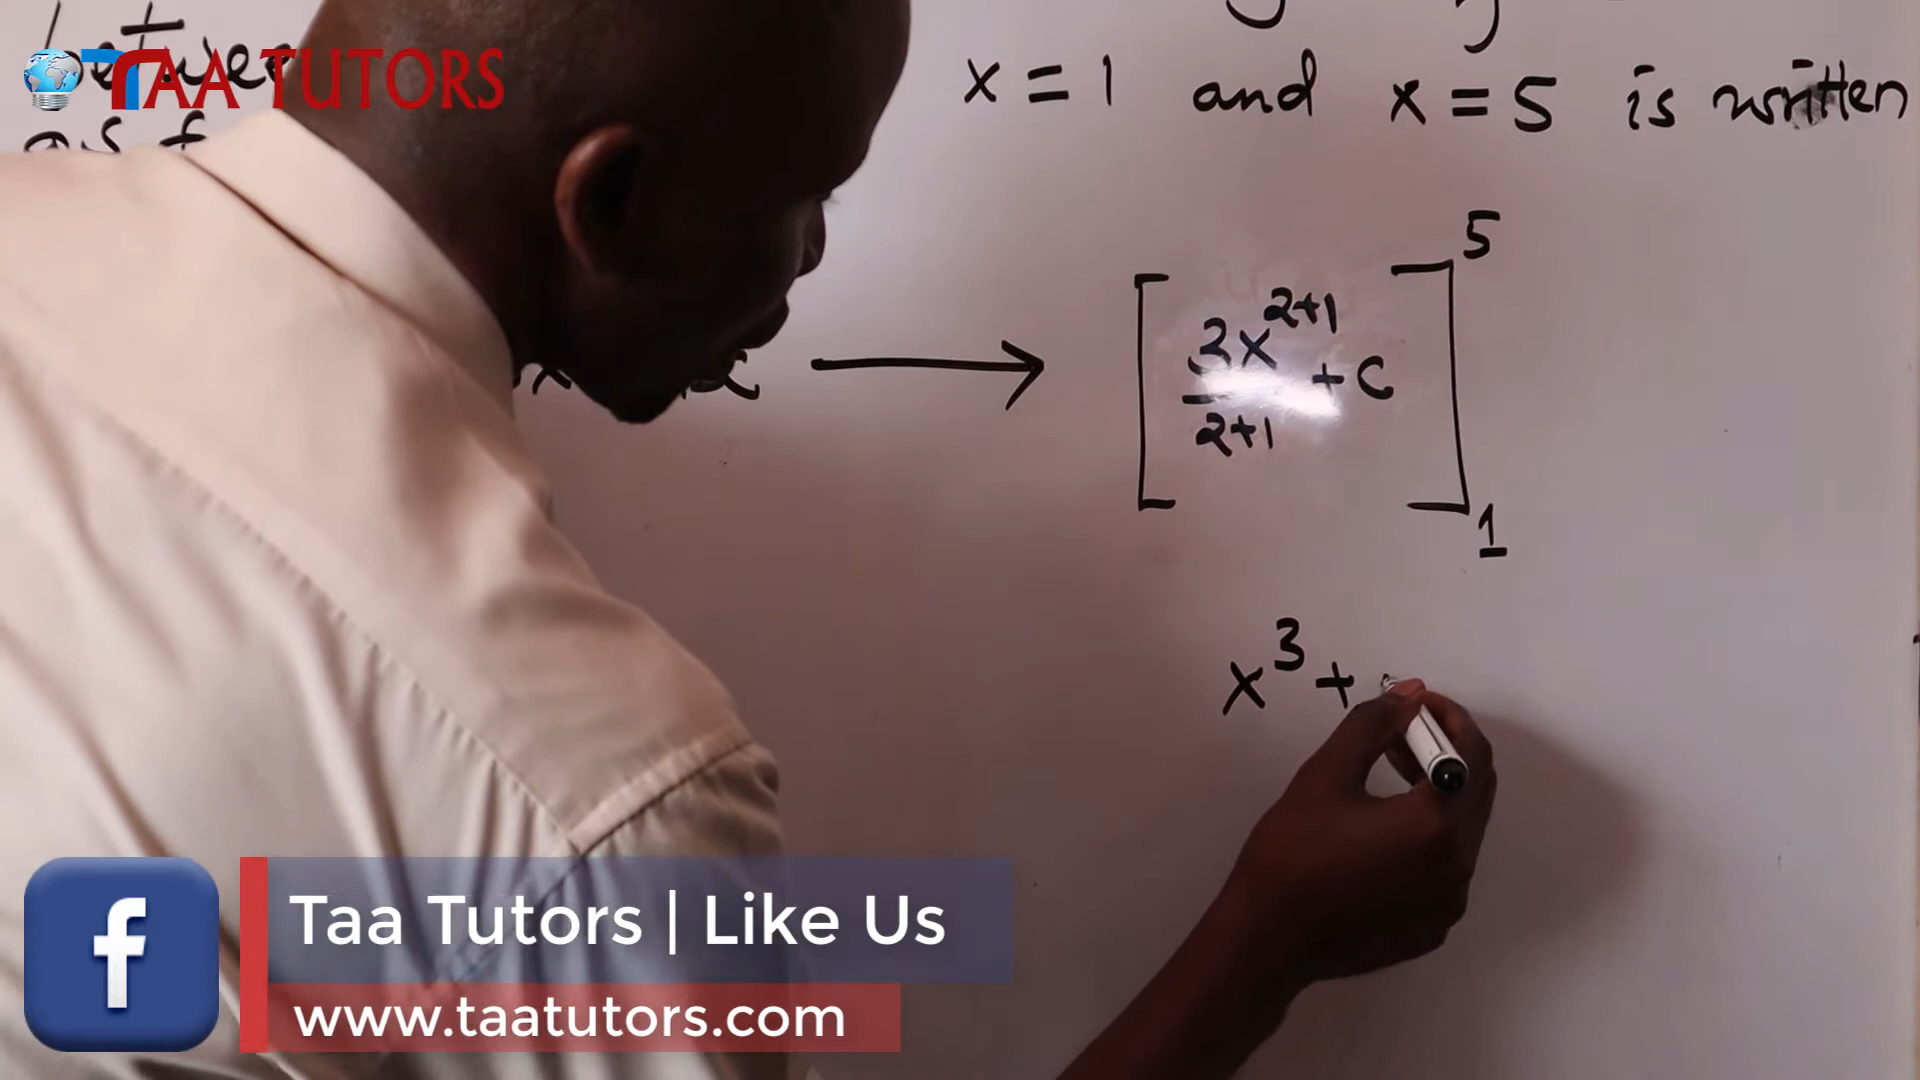 TAA TUTORS
x = 1 and x = 5 is written
5
3x^{2+1}
+ c
2+1
1
x^3 +
f
Taa Tutors | Like Us
www.taatutors.com